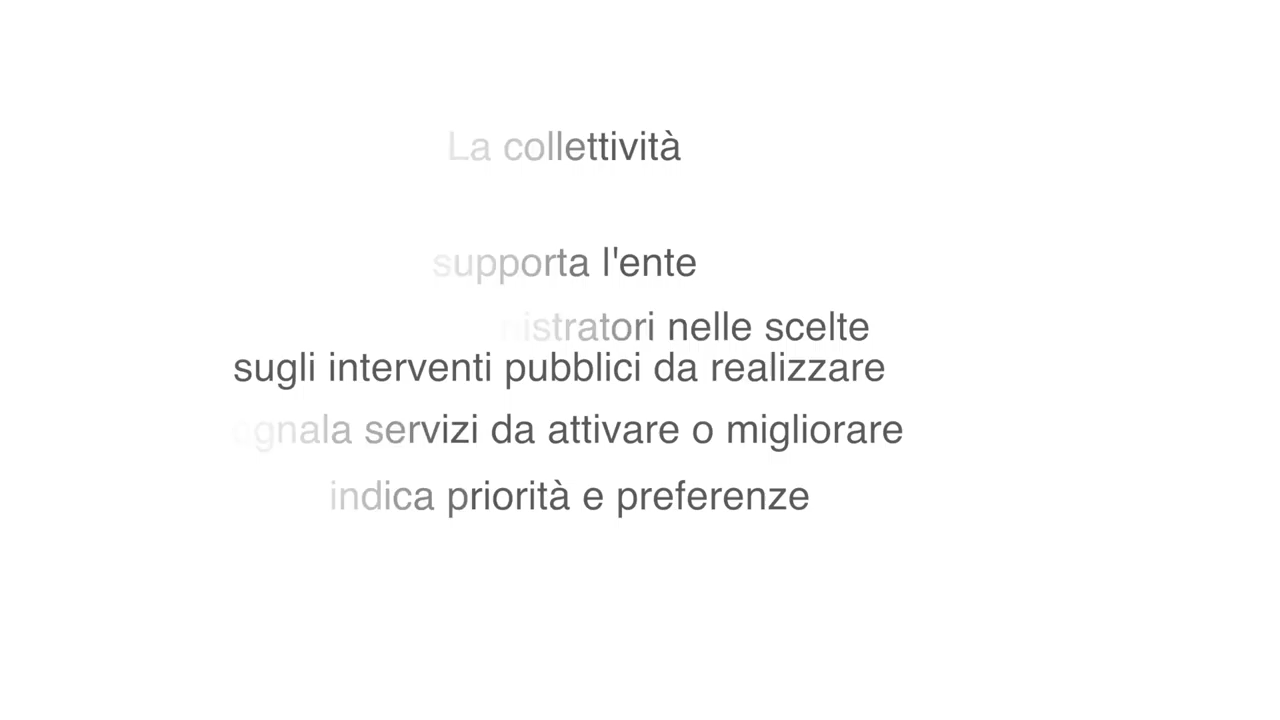 La collettività
supporta l'ente
nistratori nelle scelte
sugli interventi pubblici da realizzare
gnala servizi da attivare o migliorare
indica priorità e preferenze